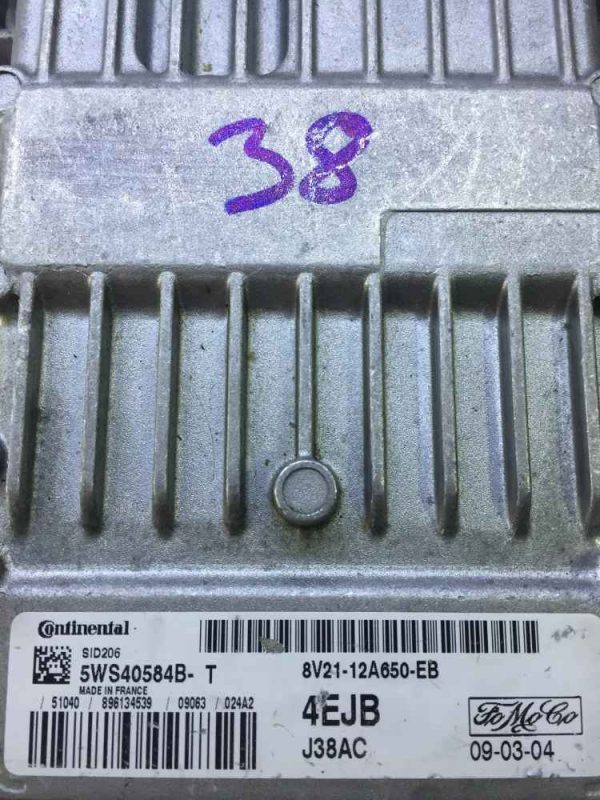 38
Continental
SID206
5WS40584B- T
MADE IN FRANCE
/ 51040 / 896134539 / 09063 / 024A2
8V21-12A650-EB
4EJB
J38AC
FoMoCo
09-03-04